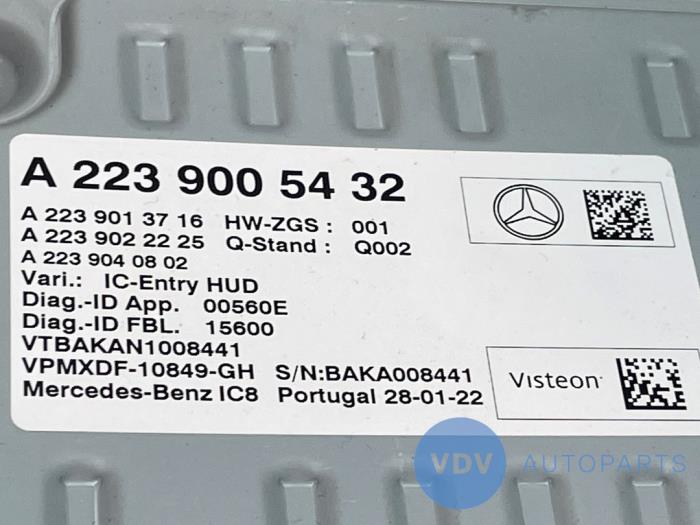 A 223 900 54 32
A 223 901 37 16 HW-ZGS : 001
A 223 902 22 25 Q-Stand : Q002
A 223 904 08 02
Vari.: IC-Entry HUD
Diag.-ID App. 00560E
Diag.-ID FBL. 15600
VTBAKAN1008441
VPMXDF-10849-GH S/N:BAKA008441
Mercedes-Benz IC8 Portugal 28-01-22
Visteon
VDV AUTOPARTS